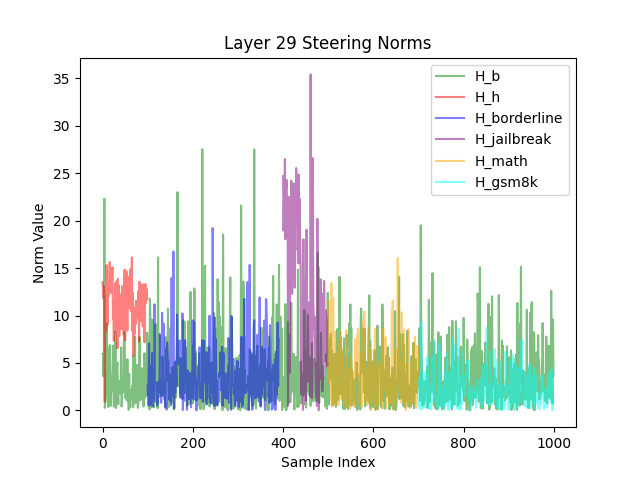 Layer 29 Steering Norms
Norm Value
35
30
25
20
15
10
5
0
H_b
H_h
H_borderline
H_jailbreak
H_math
H_gsm8k
0 200 400 600 800 1000
Sample Index